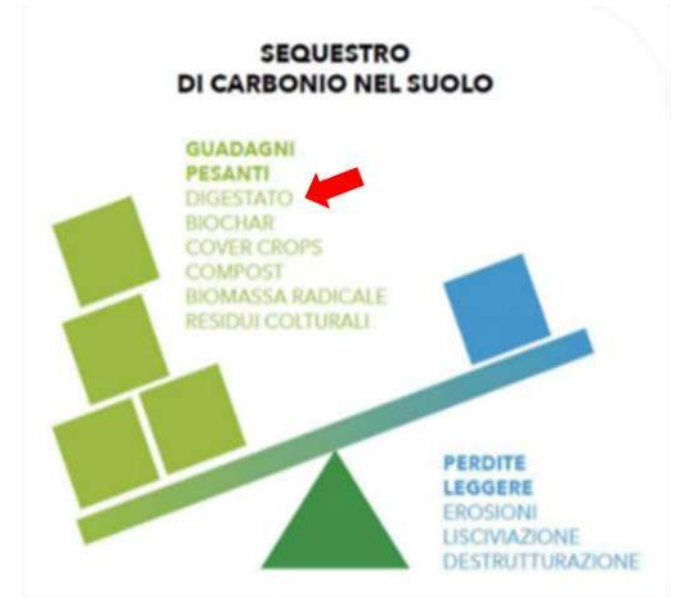 SEQUESTRO
DI CARBONIO NEL SUOLO
GUADAGNI
PESANTI
DIGESTATO
BIOCHAR
COVER CROPS
COMPOST
BIOMASSA RADICALE
RESIDUI COLTURALI
PERDITE
LEGGERE
EROSIONI
LISCIVIAZIONE
DESTRUTTURAZIONE